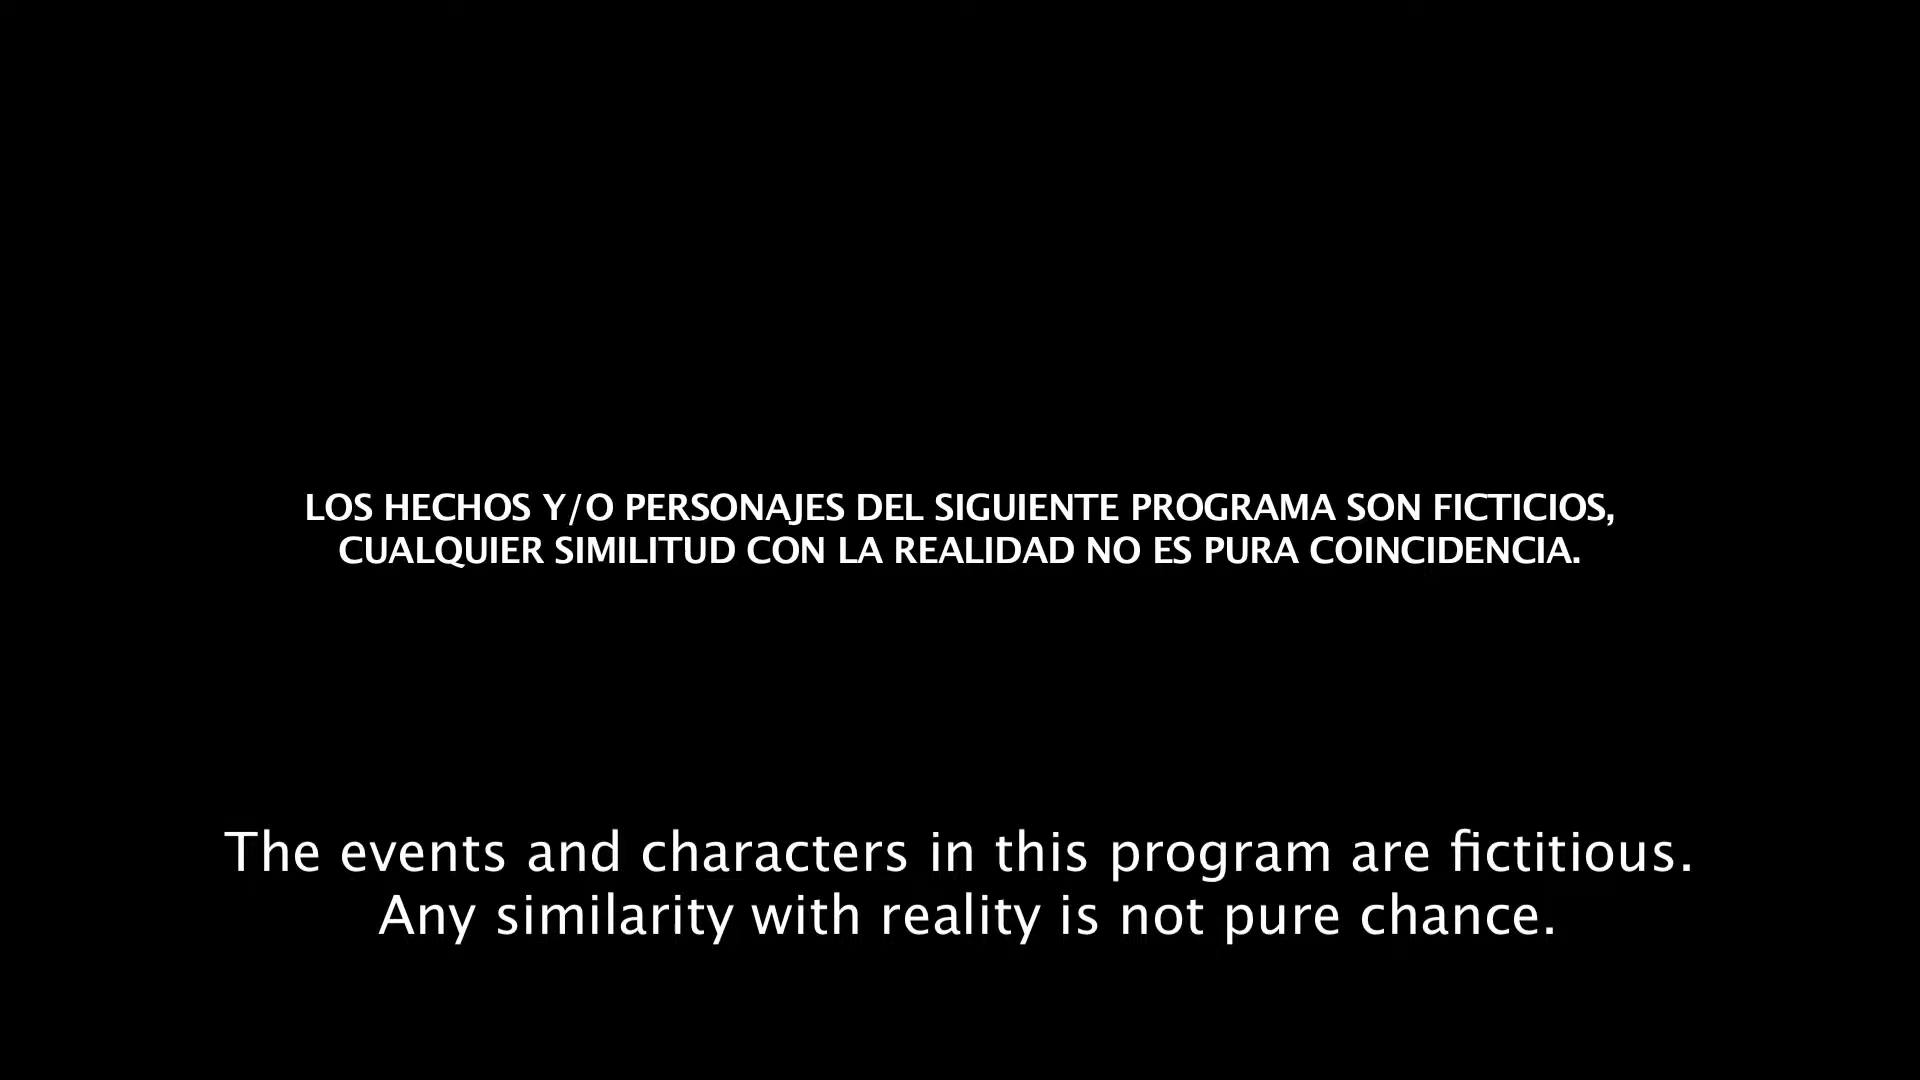 LOS HECHOS Y/O PERSONAJES DEL SIGUIENTE PROGRAMA SON FICTICIOS,
CUALQUIER SIMILITUD CON LA REALIDAD NO ES PURA COINCIDENCIA.
The events and characters in this program are fictitious.
Any similarity with reality is not pure chance.